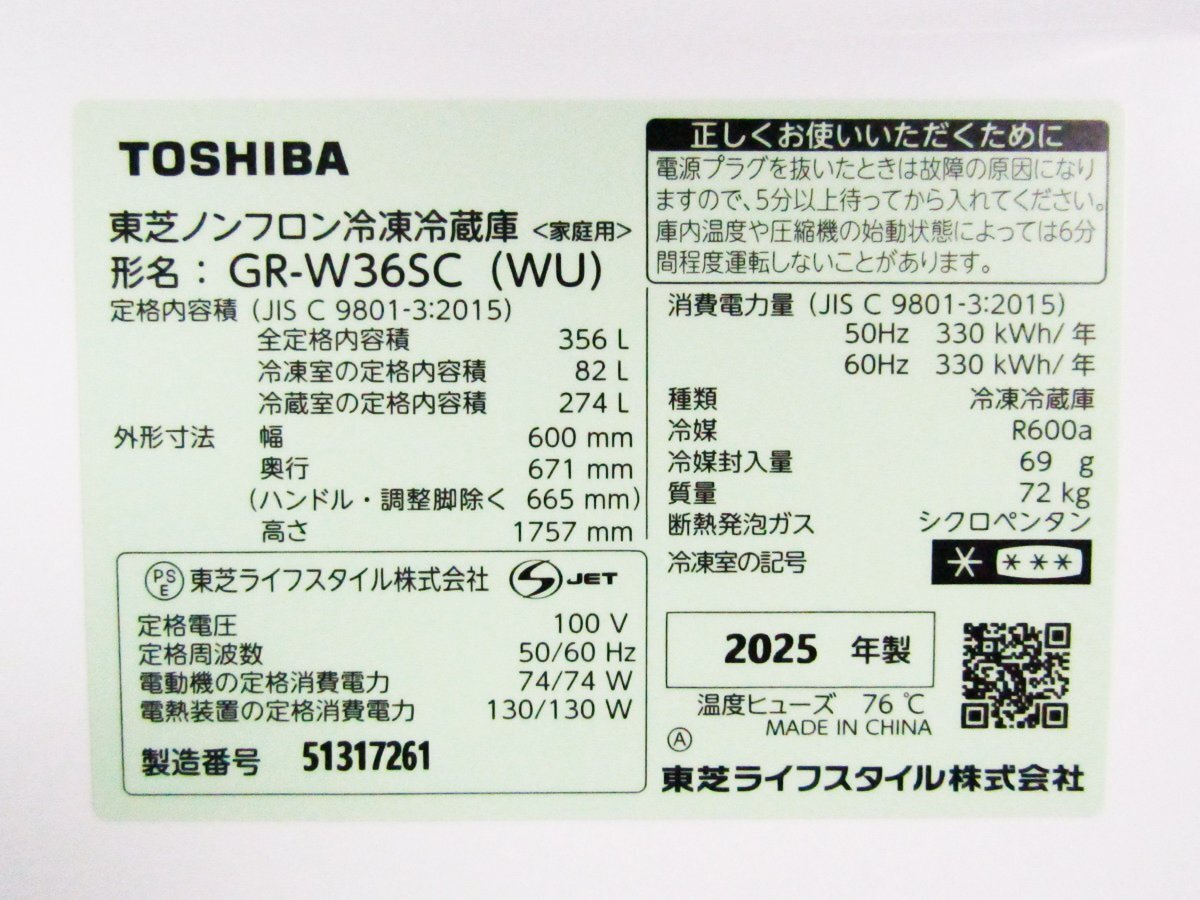 TOSHIBA
東芝ノンフロン冷凍冷蔵庫 <家庭用>
形名： GR-W36SC (WU)
定格内容積 (JIS C 9801-3:2015)
全定格内容積 356 L
冷凍室の定格内容積 82 L
冷蔵室の定格内容積 274 L
外形寸法 幅 600 mm
奥行 671 mm
(ハンドル・調整脚除く 665 mm)
高さ 1757 mm
PSE 東芝ライフスタイル株式会社 S JET
定格電圧 100 V
定格周波数 50/60 Hz
電動機の定格消費電力 74/74 W
電熱装置の定格消費電力 130/130 W
製造番号 51317261
正しくお使いいただくために
電源プラグを抜いたときは故障の原因になり
ますので、5分以上待ってから入れてください。
庫内温度や圧縮機の始動状態によっては6分
間程度運転しないことがあります。
消費電力量 (JIS C 9801-3:2015)
50Hz 330 kWh/年
60Hz 330 kWh/年
種類 冷凍冷蔵庫
冷媒 R600a
冷媒封入量 69 g
質量 72 kg
断熱発泡ガス シクロペンタン
冷凍室の記号 * ***
2025 年製
温度ヒューズ 76 ℃
MADE IN CHINA
Ⓐ
東芝ライフスタイル株式会社